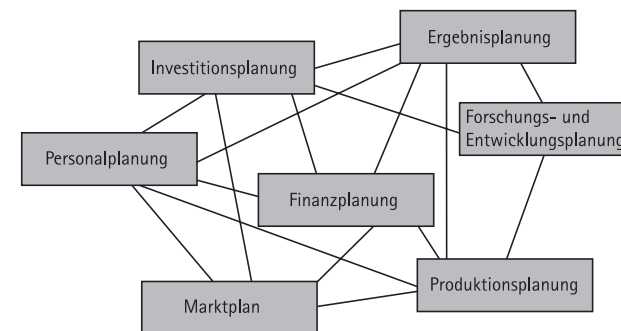 Ergebnisplanung
Investitionsplanung
Forschungs- und
Entwicklungsplanung
Personalplanung
Finanzplanung
Produktionsplanung
Marktplan